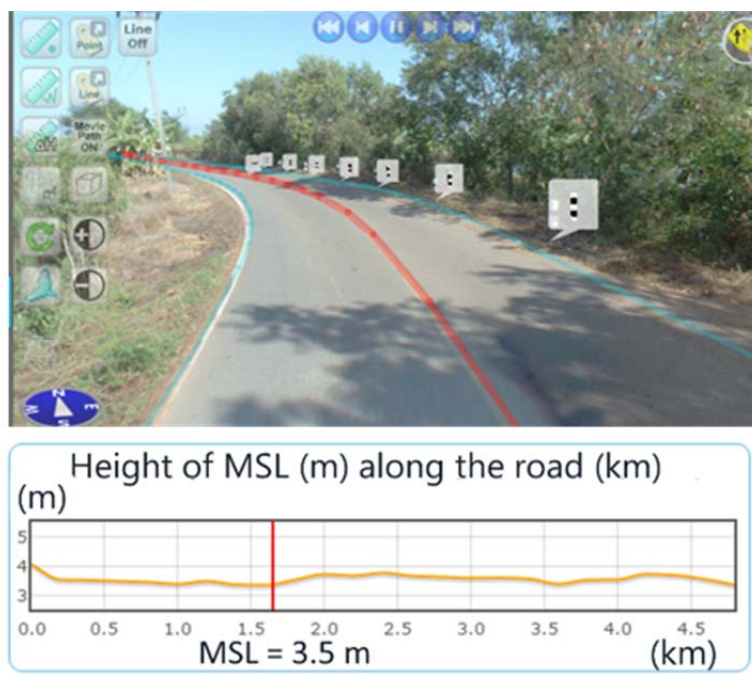 Point
Line
Off
Line
Movie
Path
ON
N
E
S
W
Height of MSL (m) along the road (km)
(m)
5
4
3
0.0 0.5 1.0 1.5 2.0 2.5 3.0 3.5 4.0 4.5
MSL = 3.5 m (km)